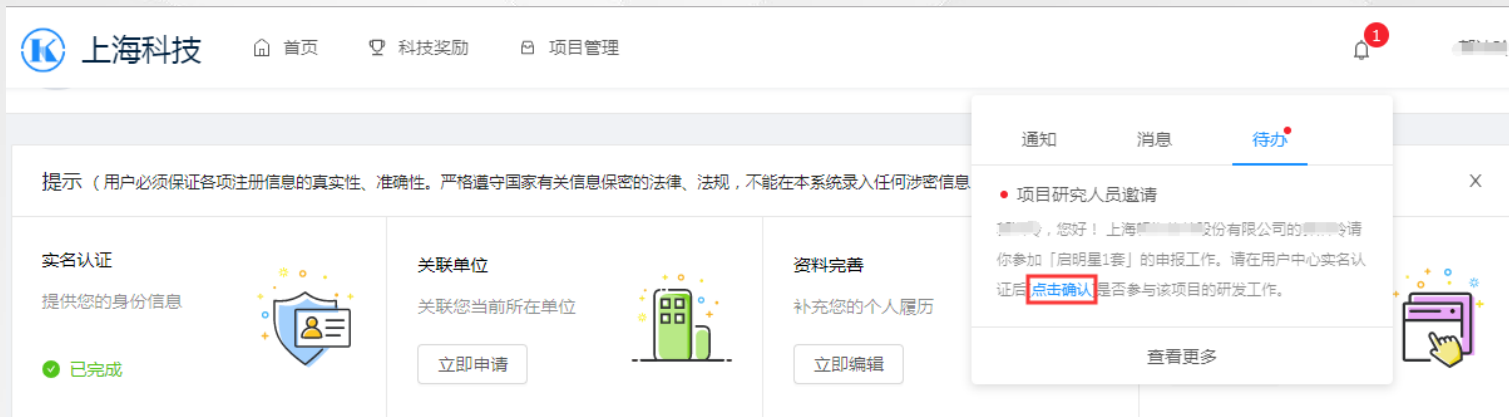 上海科技
首页
科技奖励
项目管理
1
通知
消息
待办
提示（用户必须保证各项注册信息的真实性、准确性。严格遵守国家有关信息保密的法律、法规，不能在本系统录入任何涉密信息
X
项目研究人员邀请
，您好！上海 股份有限公司的 请
你参加「启明星1套」的申报工作。请在用户中心实名认
证后[点击确认]是否参与该项目的研发工作。
查看更多
实名认证
提供您的身份信息
已完成
关联单位
关联您当前所在单位
立即申请
资料完善
补充您的个人履历
立即编辑